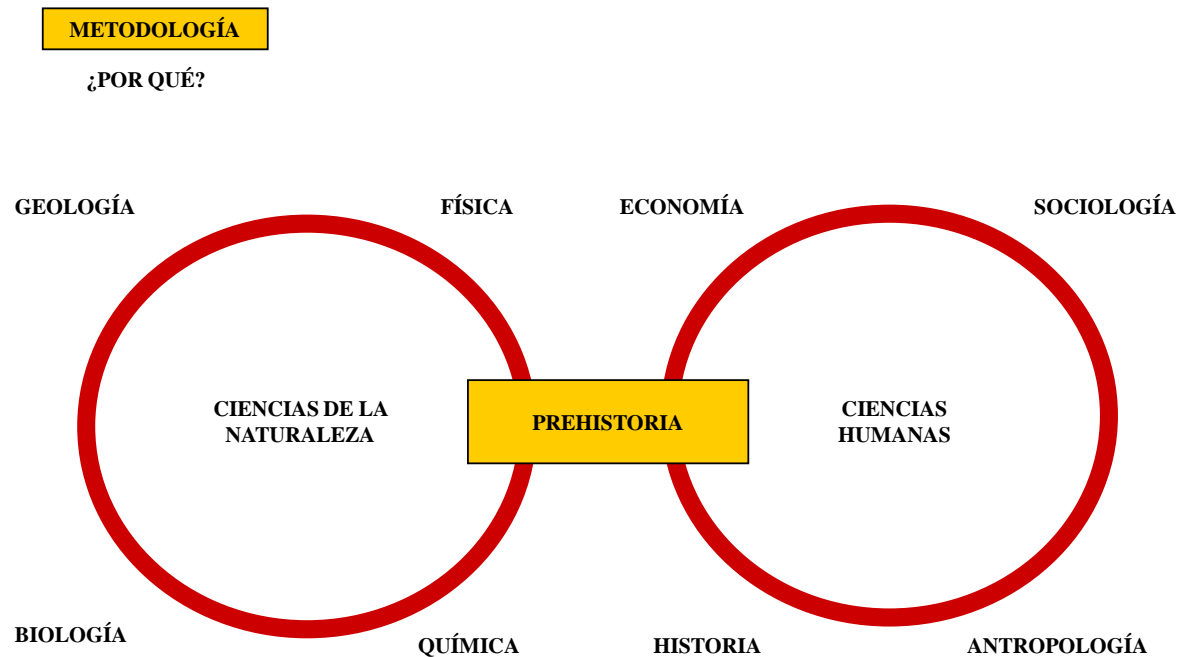 METODOLOGÍA
¿POR QUÉ?
GEOLOGÍA
FÍSICA
ECONOMÍA
SOCIOLOGÍA
CIENCIAS DE LA
NATURALEZA
PREHISTORIA
CIENCIAS
HUMANAS
BIOLOGÍA
QUÍMICA
HISTORIA
ANTROPOLOGÍA